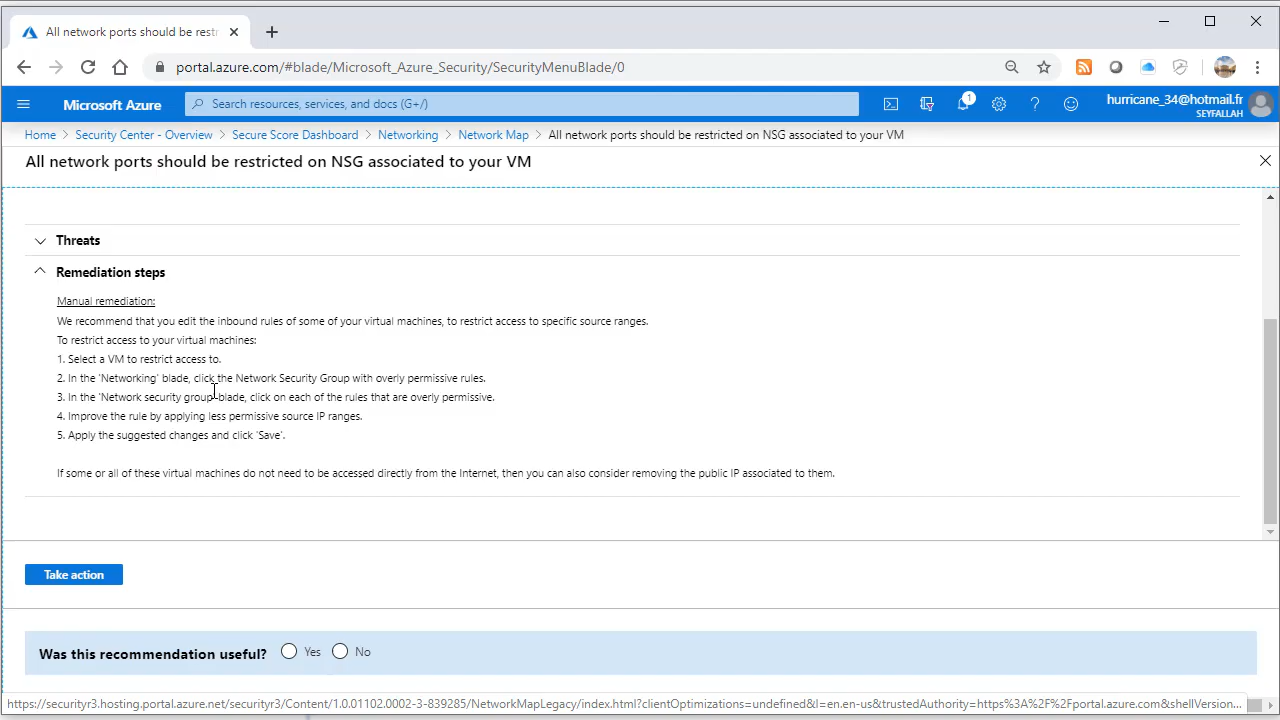 All network ports should be restr
portal.azure.com/#blade/Microsoft_Azure_Security/SecurityMenuBlade/0
Microsoft Azure
Search resources, services, and docs (G+/)
1
hurricane_34@hotmail.fr
SEYFALLAH
Home > Security Center - Overview > Secure Score Dashboard > Networking > Network Map > All network ports should be restricted on NSG associated to your VM
All network ports should be restricted on NSG associated to your VM
Threats
Remediation steps
Manual remediation:
We recommend that you edit the inbound rules of some of your virtual machines, to restrict access to specific source ranges.
To restrict access to your virtual machines:
1. Select a VM to restrict access to.
2. In the 'Networking' blade, click the Network Security Group with overly permissive rules.
3. In the 'Network security group' blade, click on each of the rules that are overly permissive.
4. Improve the rule by applying less permissive source IP ranges.
5. Apply the suggested changes and click 'Save'.
If some or all of these virtual machines do not need to be accessed directly from the Internet, then you can also consider removing the public IP associated to them.
Take action
Was this recommendation useful? Yes No
https://securityr3.hosting.portal.azure.net/securityr3/Content/1.0.01102.0002-3-839285/NetworkMapLegacy/index.html?clientOptimizations=undefined&l=en.en-us&trustedAuthority=https%3A%2F%2Fportal.azure.com&shellVersion...